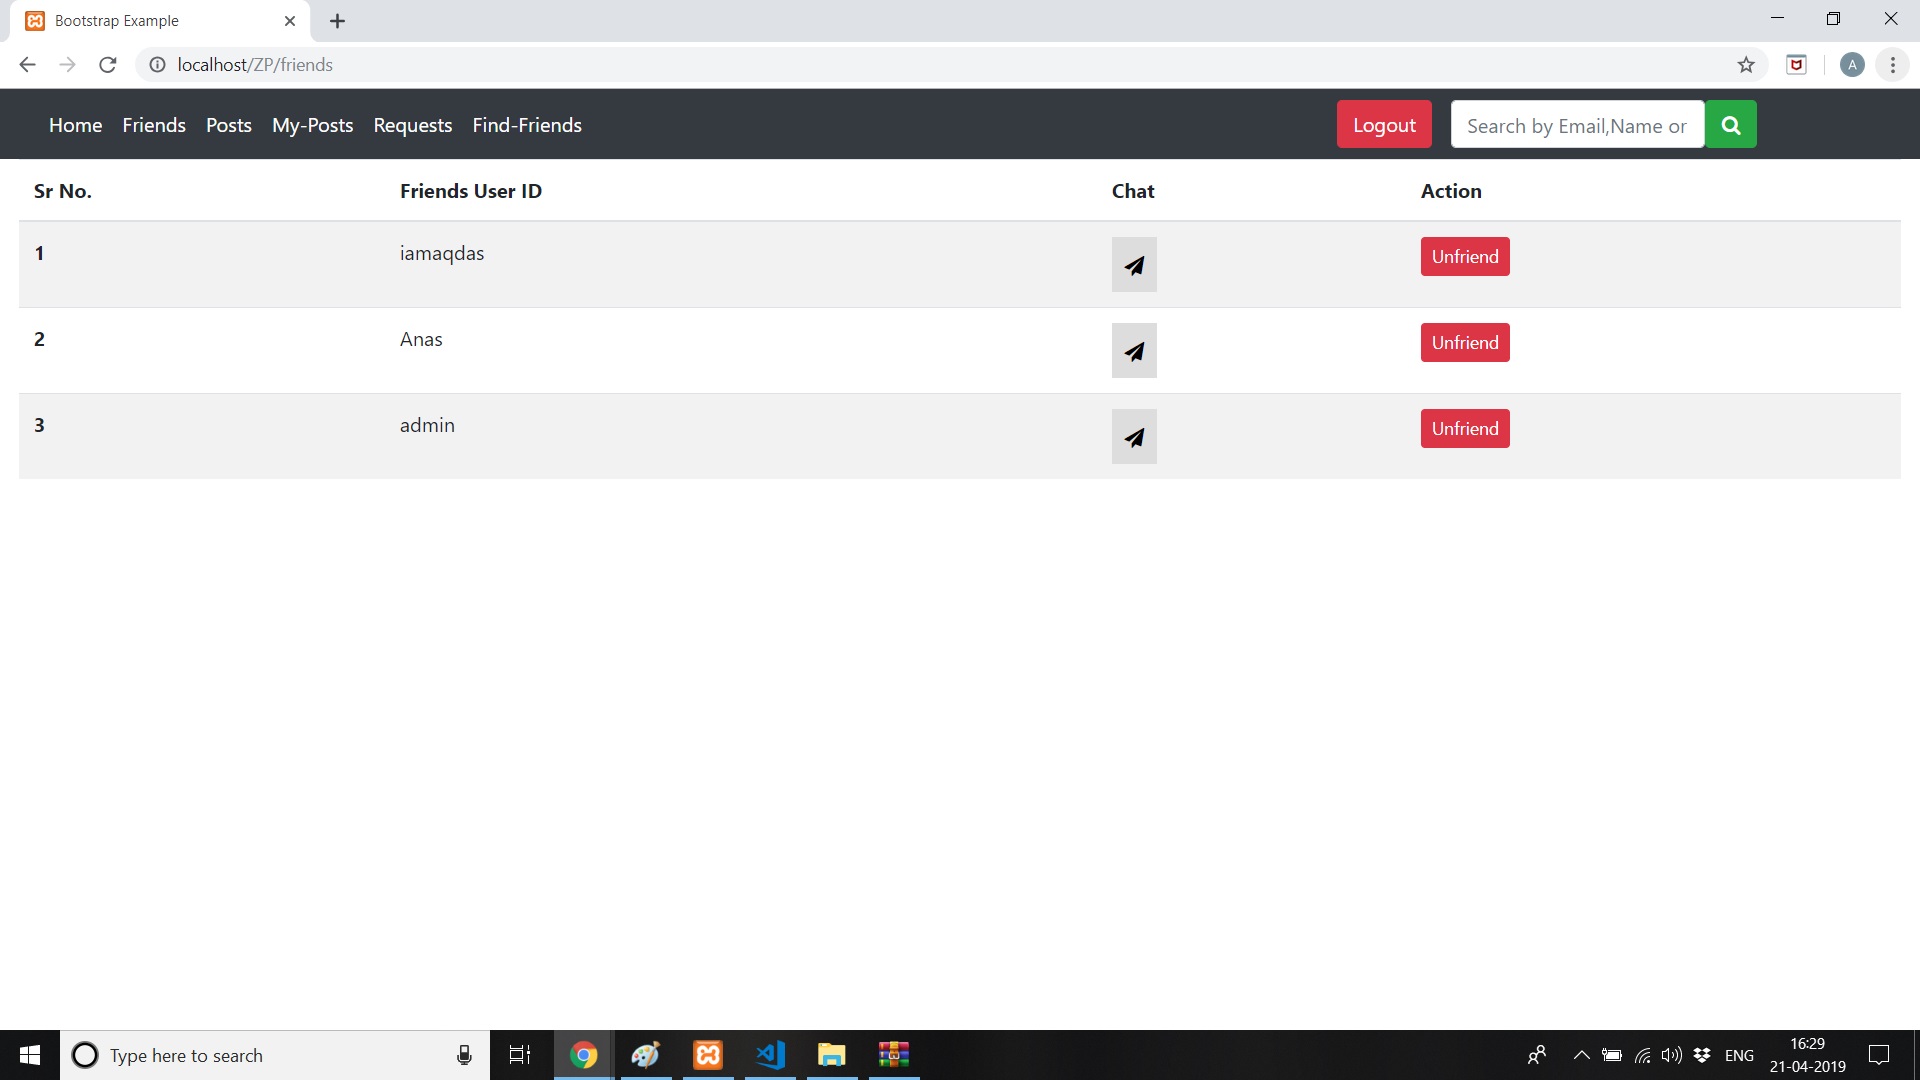 Bootstrap Example
localhost/ZP/friends
A
Home Friends Posts My-Posts Requests Find-Friends Logout Search by Email,Name or
Sr No. Friends User ID Chat Action
1 iamaqdas Unfriend
2 Anas Unfriend
3 admin Unfriend
Type here to search
ENG
16:29
21-04-2019